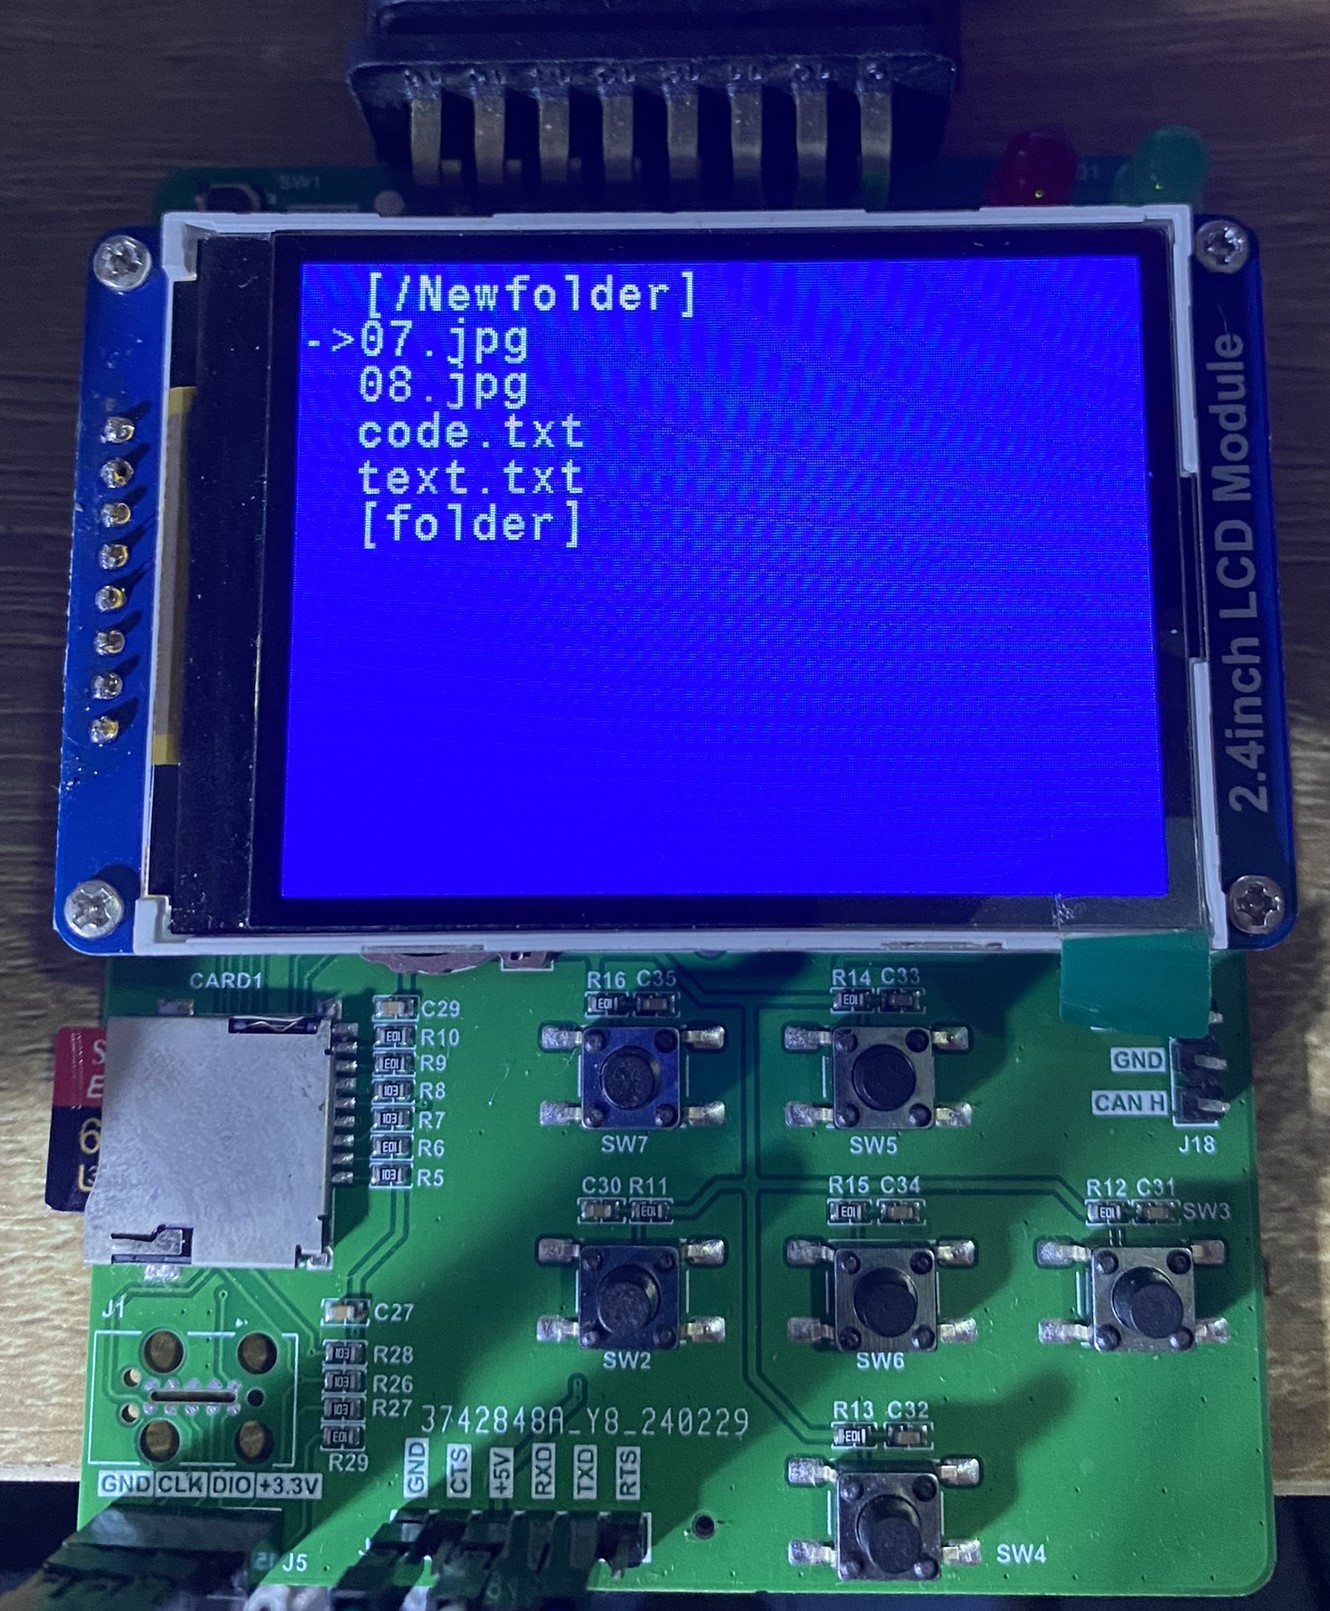 SW1
[/Newfolder]
->07.jpg
08.jpg
code.txt
text.txt
[folder]
2.4inch LCD Module
CARD1
R16 C35
R14 C33
C29
R10
R9
R8
R7
R6
R5
SW7
SW5
GND
CAN H
J18
C30 R11
R15 C34
R12 C31
SW3
J1
C27
R28
R26
R27
R29
SW2
SW6
R13 C32
3742848A_Y8_240229
GND CLK DIO +3.3V
GND CTS +5V RXD TXD RTS
J5
SW4